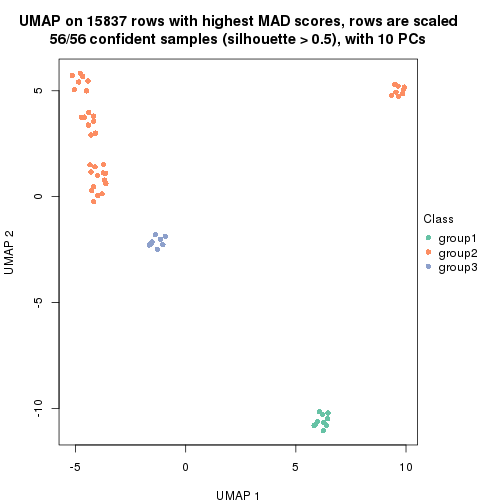 UMAP on 15837 rows with highest MAD scores, rows are scaled
56/56 confident samples (silhouette > 0.5), with 10 PCs
5
0
-5
-10
UMAP 2
-5
0
5
10
UMAP 1
Class
group1
group2
group3